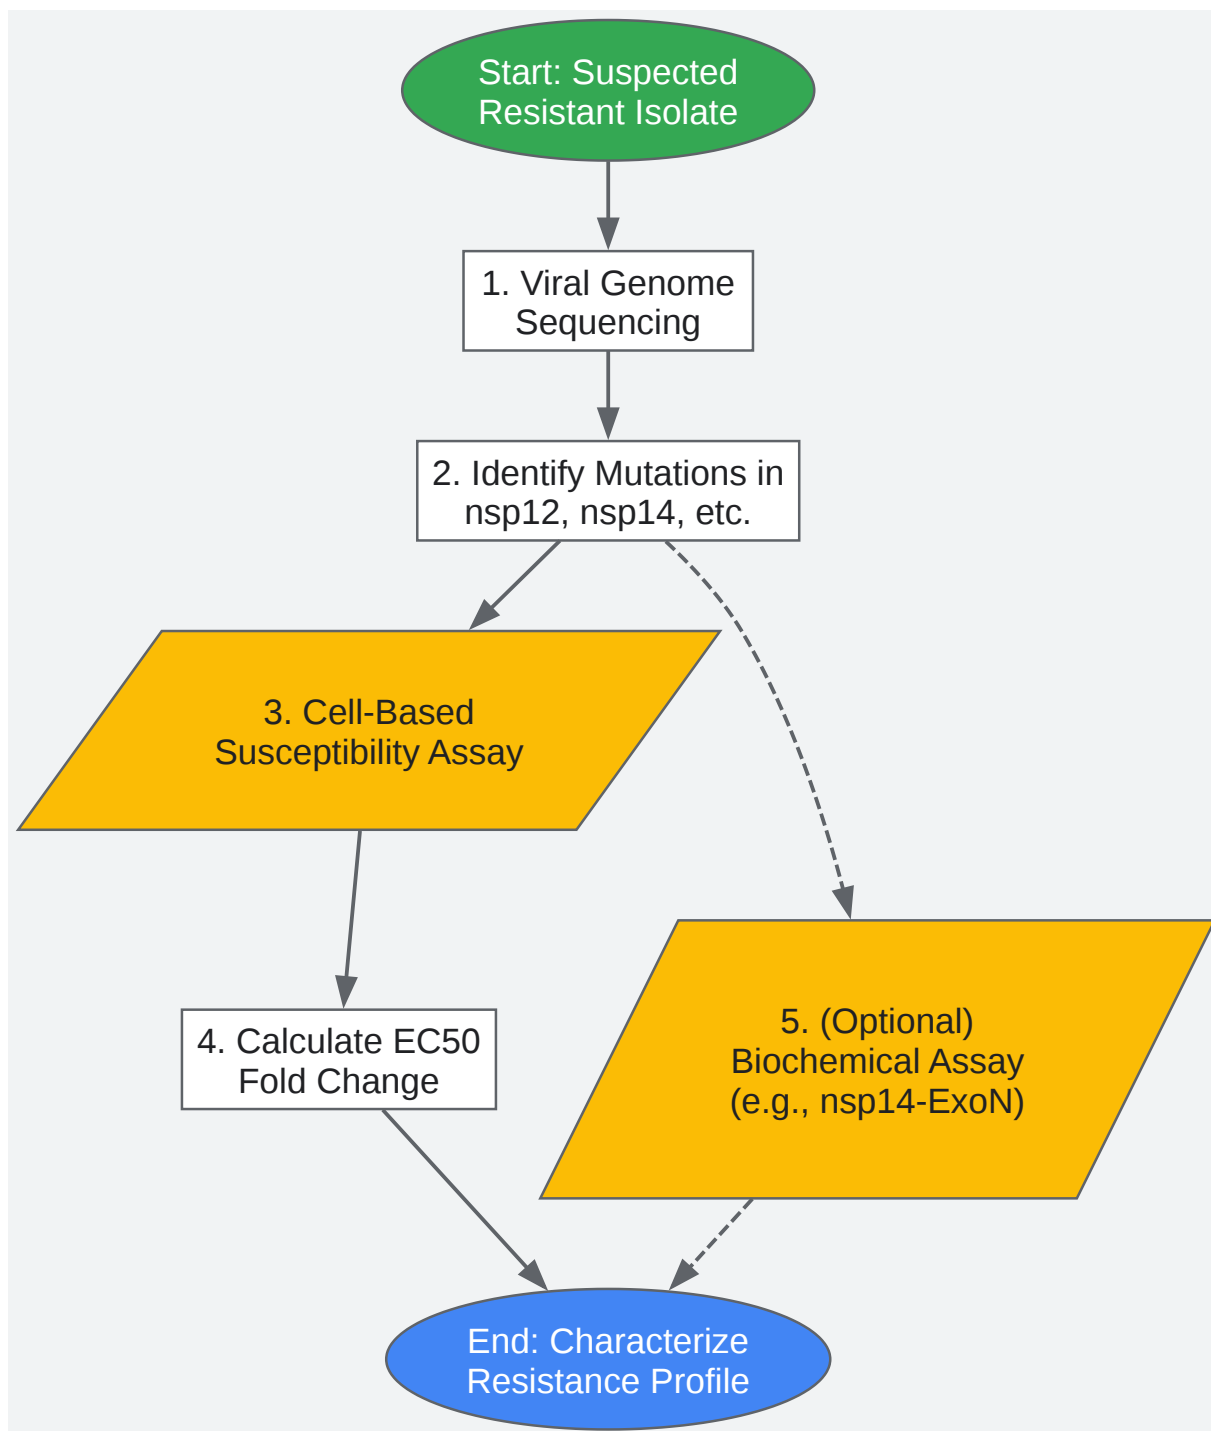 Start: Suspected
Resistant Isolate
1. Viral Genome
Sequencing
2. Identify Mutations in
nsp12, nsp14, etc.
3. Cell-Based
Susceptibility Assay
4. Calculate EC50
Fold Change
5. (Optional)
Biochemical Assay
(e.g., nsp14-ExoN)
End: Characterize
Resistance Profile